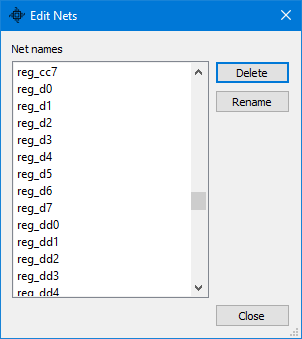 Edit Nets
Net names
reg_cc7
reg_d0
reg_d1
reg_d2
reg_d3
reg_d4
reg_d5
reg_d6
reg_d7
reg_dd0
reg_dd1
reg_dd2
reg_dd3
reg_dd4
Delete
Rename
Close